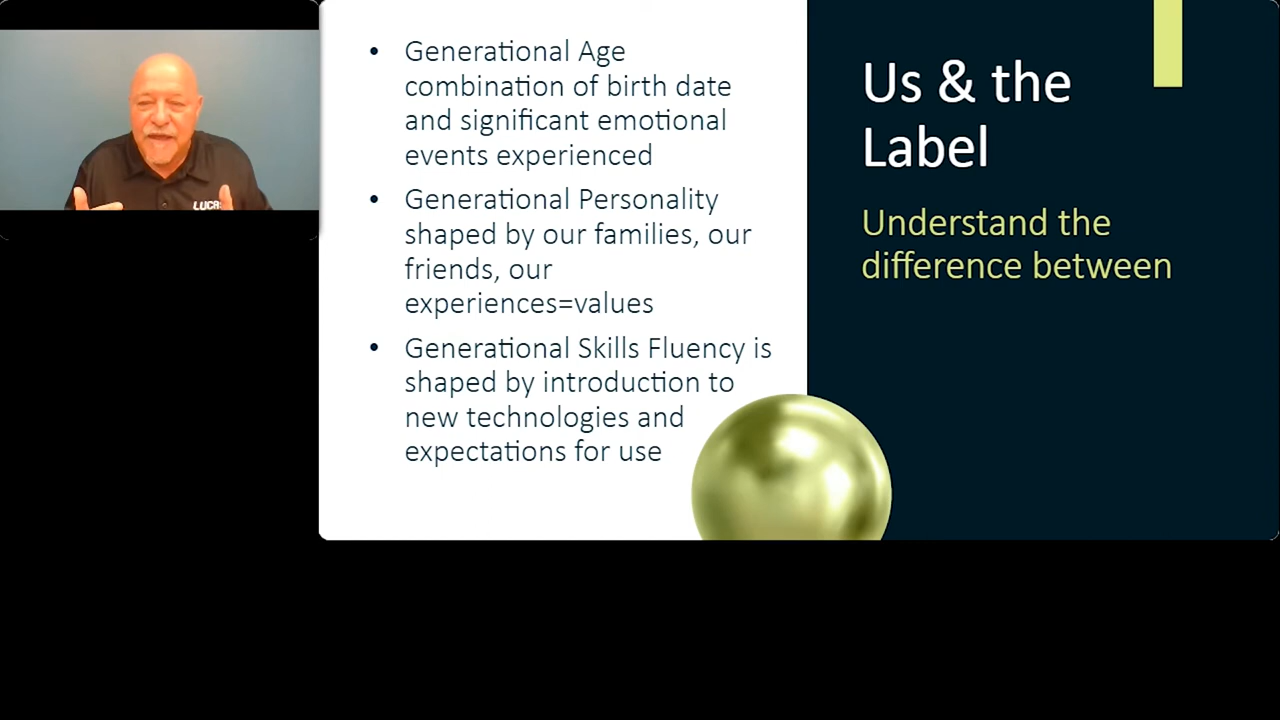 LUCAS
• Generational Age
combination of birth date
and significant emotional
events experienced
• Generational Personality
shaped by our families, our
friends, our
experiences=values
• Generational Skills Fluency is
shaped by introduction to
new technologies and
expectations for use
Us & the
Label
Understand the
difference between